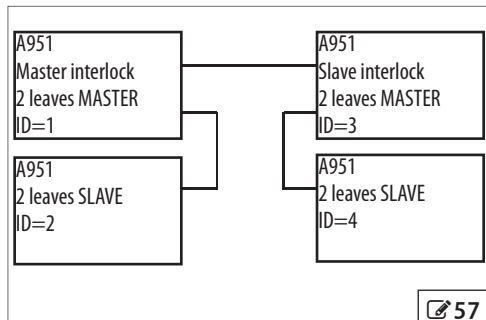 A951
Master interlock
2 leaves MASTER
ID=1
A951
Slave interlock
2 leaves MASTER
ID=3
A951
2 leaves SLAVE
ID=2
A951
2 leaves SLAVE
ID=4
57